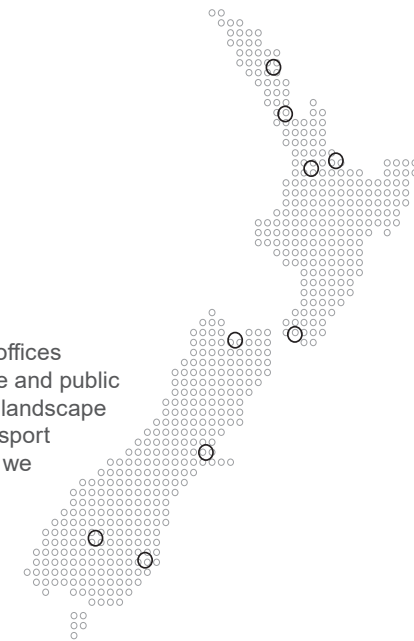 offices
e and public
landscape
sport
we